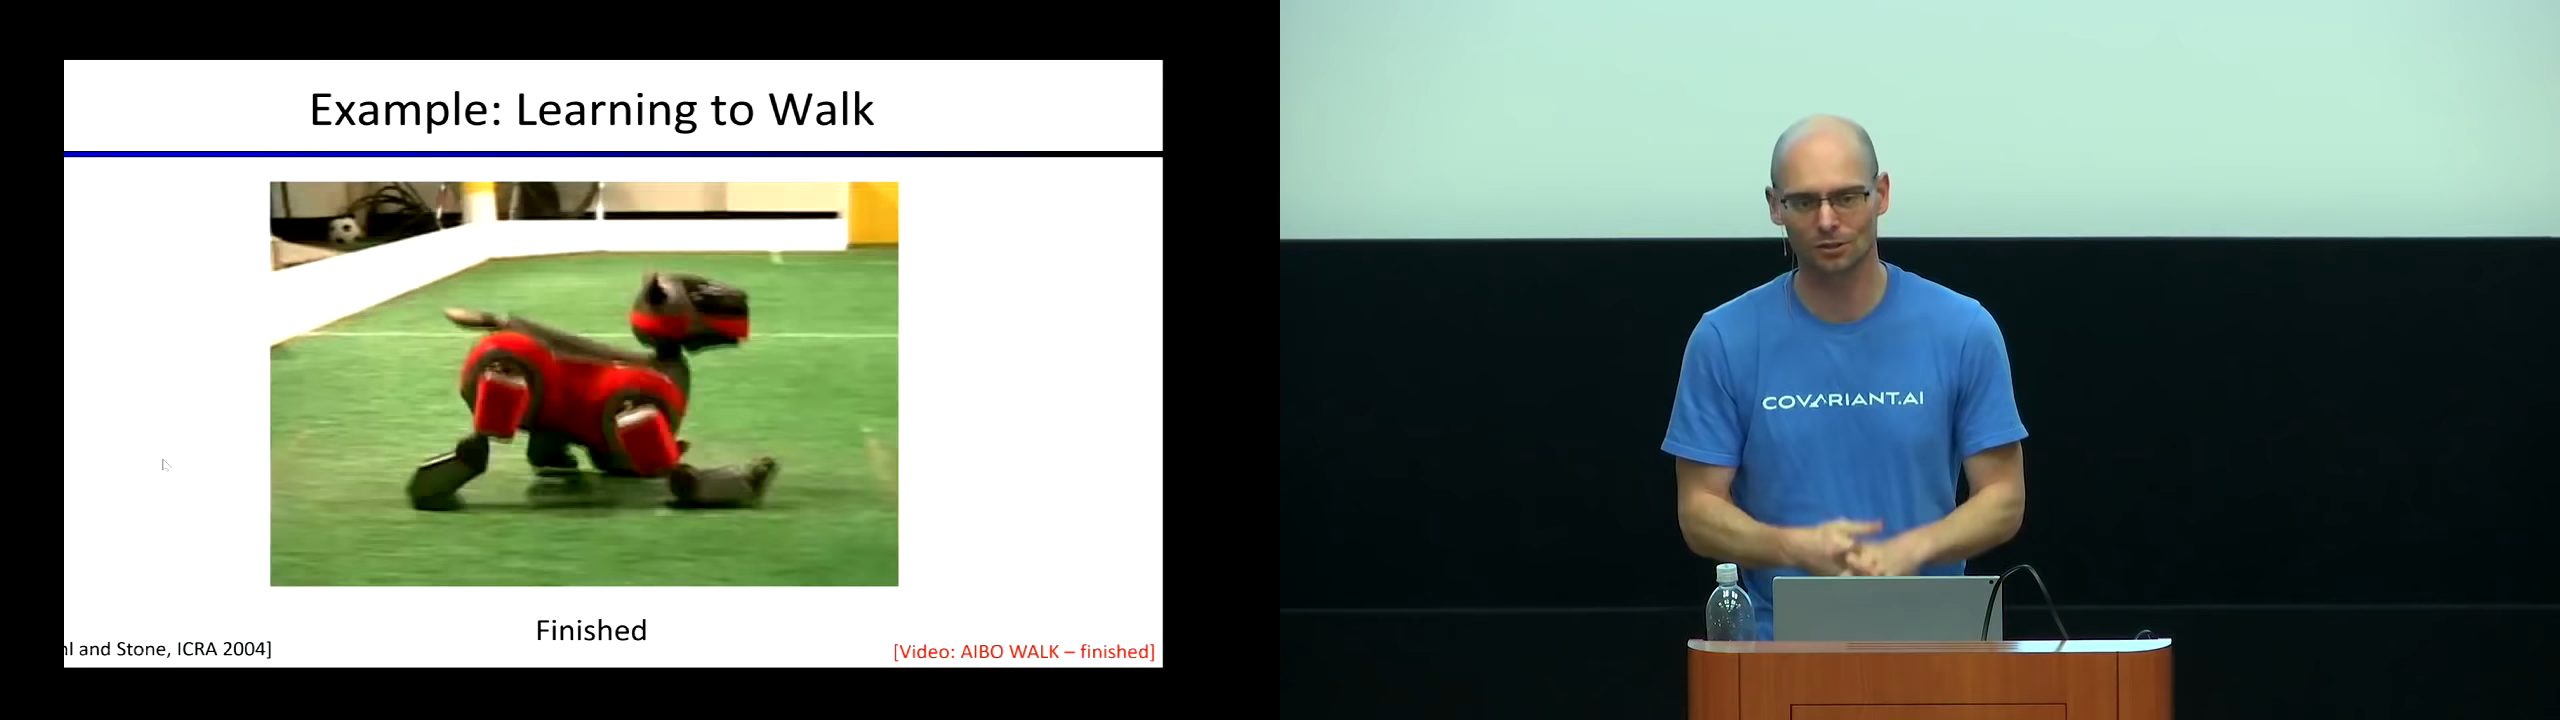 Example: Learning to Walk
Finished
and Stone, ICRA 2004]
[Video: AIBO WALK – finished]
COVARIANT.AI